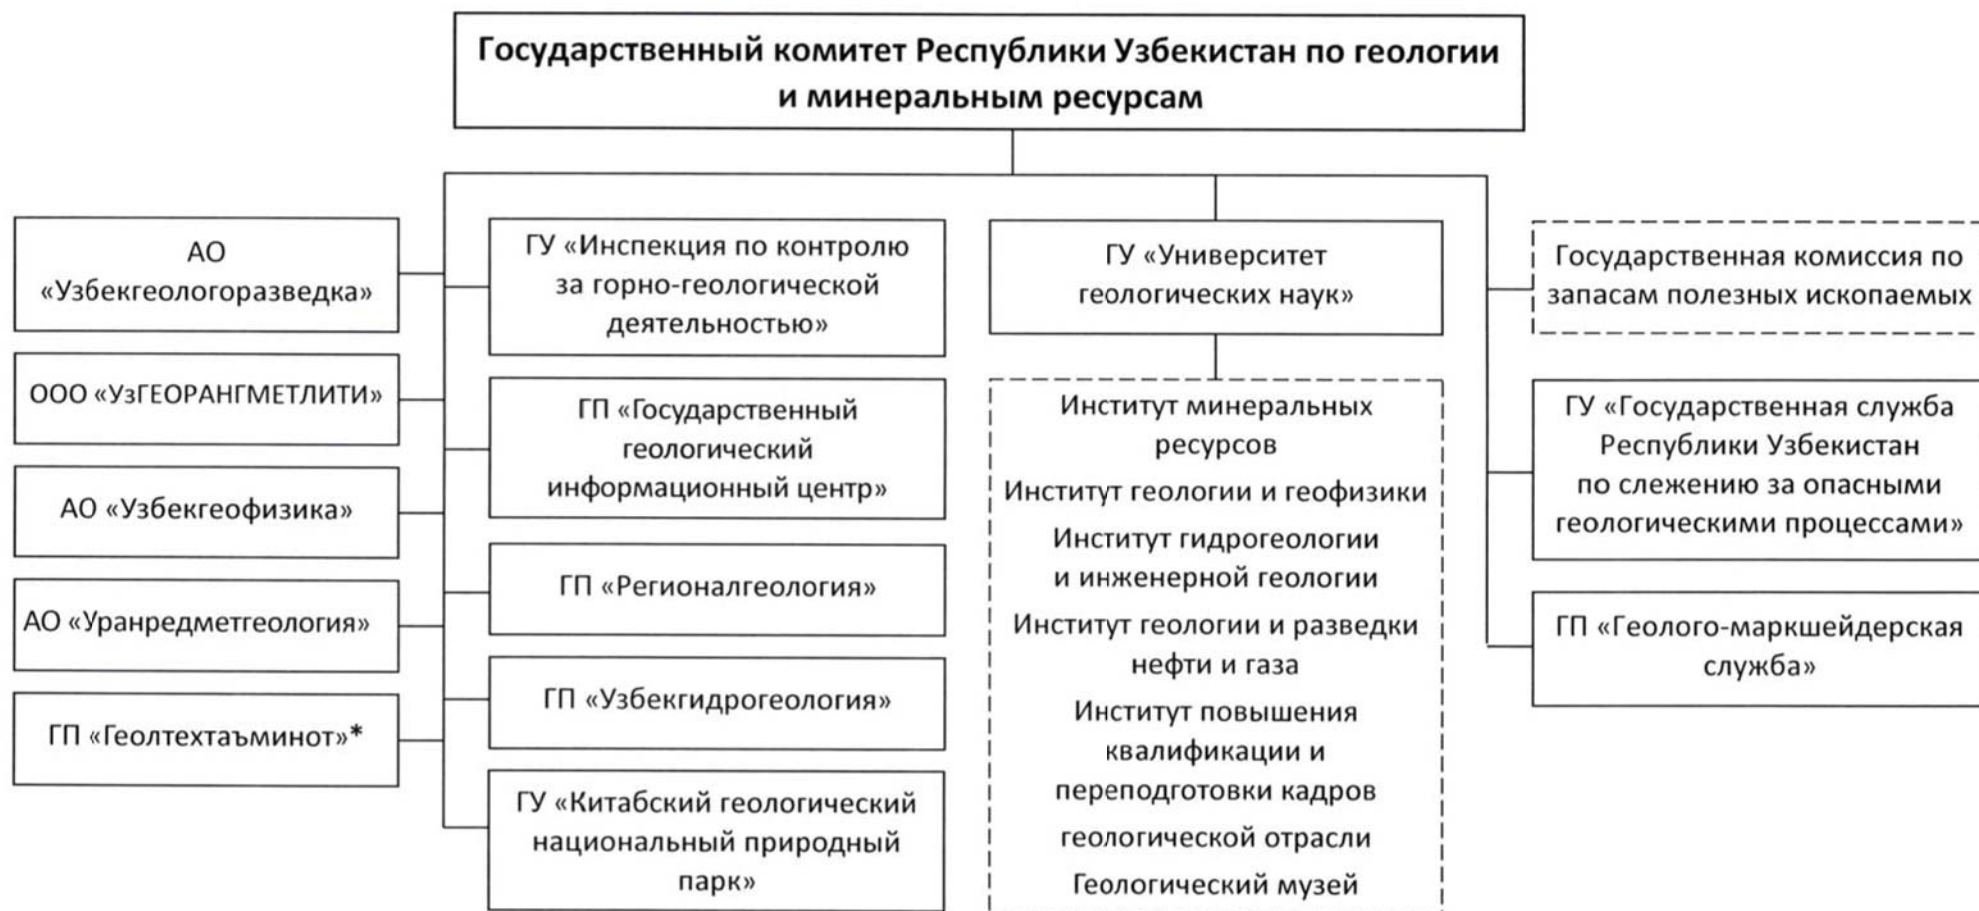 Государственный комитет Республики Узбекистан по геологии
и минеральным ресурсам
АО
«Узбекгеологоразведка»
ООО «УзГЕОРАНГМЕТЛИТИ»
АО «Узбекгеофизика»
АО «Уранредметгеология»
ГП «Геолтехтаъминот»*
ГУ «Инспекция по контролю
за горно-геологической
деятельностью»
ГП «Государственный
геологический
информационный центр»
ГП «Регионалгеология»
ГП «Узбекгидрогеология»
ГУ «Китабский геологический
национальный природный
парк»
ГУ «Университет
геологических наук»
Институт минеральных
ресурсов
Институт геологии и геофизики
Институт гидрогеологии
и инженерной геологии
Институт геологии и разведки
нефти и газа
Институт повышения
квалификации и
переподготовки кадров
геологической отрасли
Геологический музей
Государственная комиссия по
запасам полезных ископаемых
ГУ «Государственная служба
Республики Узбекистан
по слежению за опасными
геологическими процессами»
ГП «Геолого-маркшейдерская
служба»